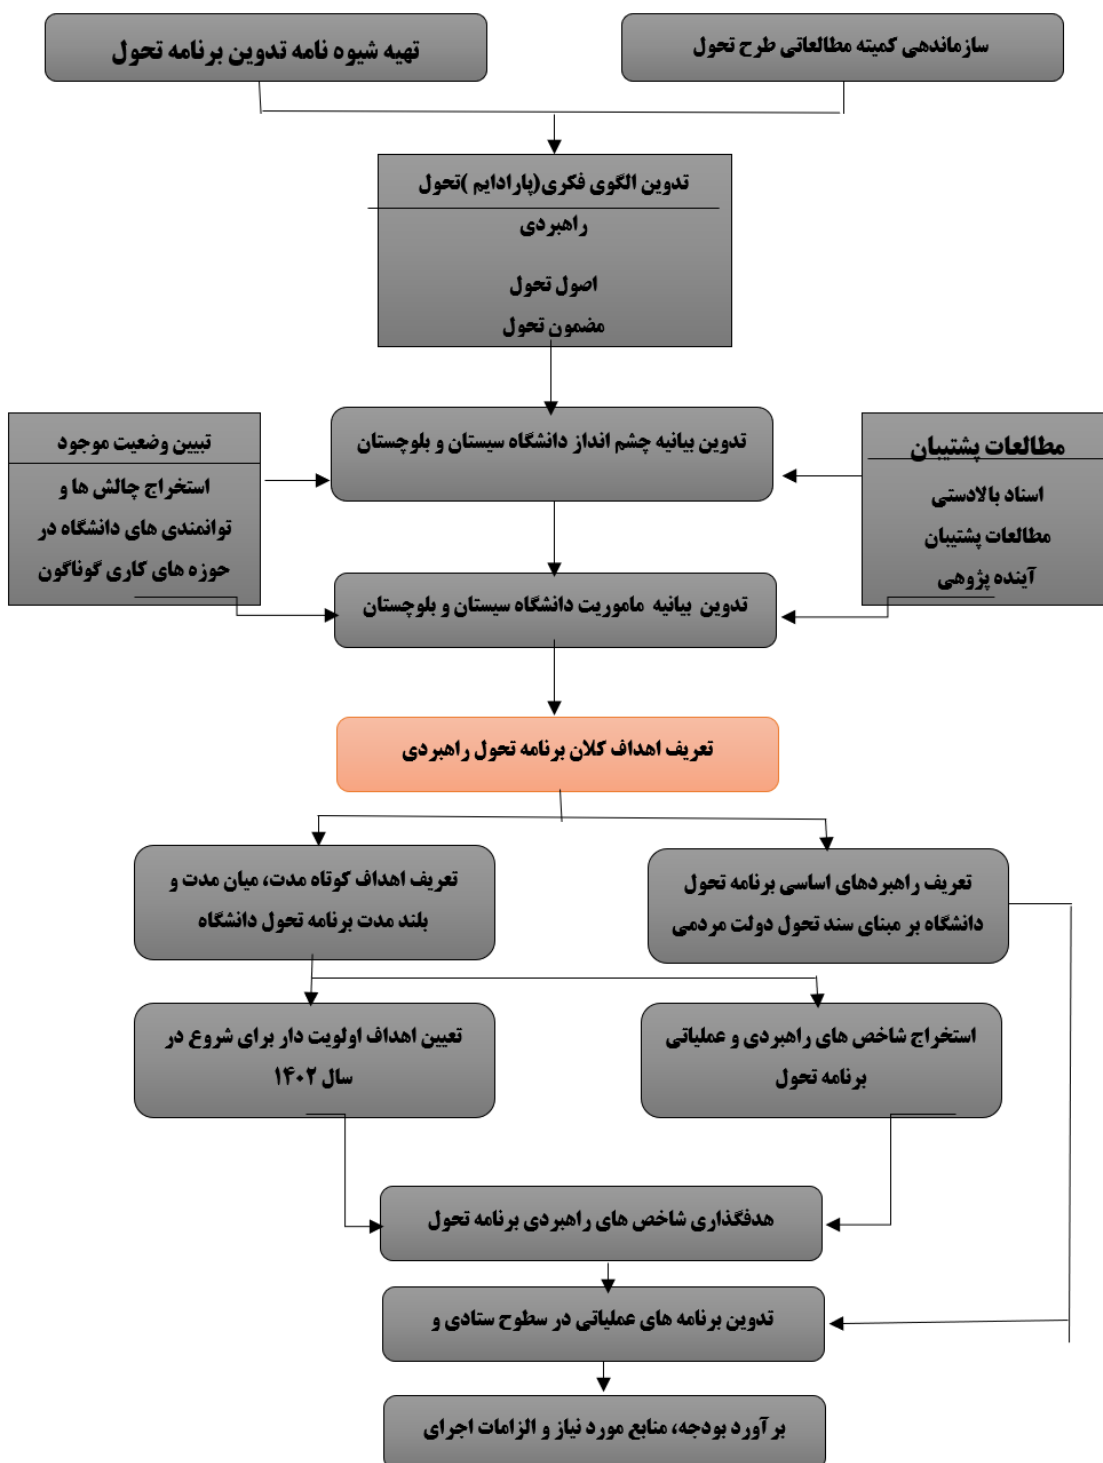 سازماندهی کمیته مطالعاتی طرح تحول
تهیه شیوه نامه تدوین برنامه تحول
تدوین الگوی فکری(پارادایم )تحول
راهبردی
اصول تحول
مضمون تحول
تدوین بیانیه چشم انداز دانشگاه سیستان و بلوچستان
مطالعات پشتیبان
اسناد بالادستی
مطالعات پشتیبان
آینده پژوهی
تبیین وضعیت موجود
استخراج چالش ها و
توانمندی های دانشگاه در
حوزه های کاری گوناگون
تدوین بیانیه ماموریت دانشگاه سیستان و بلوچستان
تعریف اهداف کلان برنامه تحول راهبردی
تعریف راهبردهای اساسی برنامه تحول
دانشگاه بر مبنای سند تحول دولت مردمی
تعریف اهداف کوتاه مدت، میان مدت و
بلند مدت برنامه تحول دانشگاه
استخراج شاخص های راهبردی و عملیاتی
برنامه تحول
تعیین اهداف اولویت دار برای شروع در
سال ۱۴۰۲
هدفگذاری شاخص های راهبردی برنامه تحول
تدوین برنامه های عملیاتی در سطوح ستادی و
برآورد بودجه، منابع مورد نیاز و الزامات اجرای